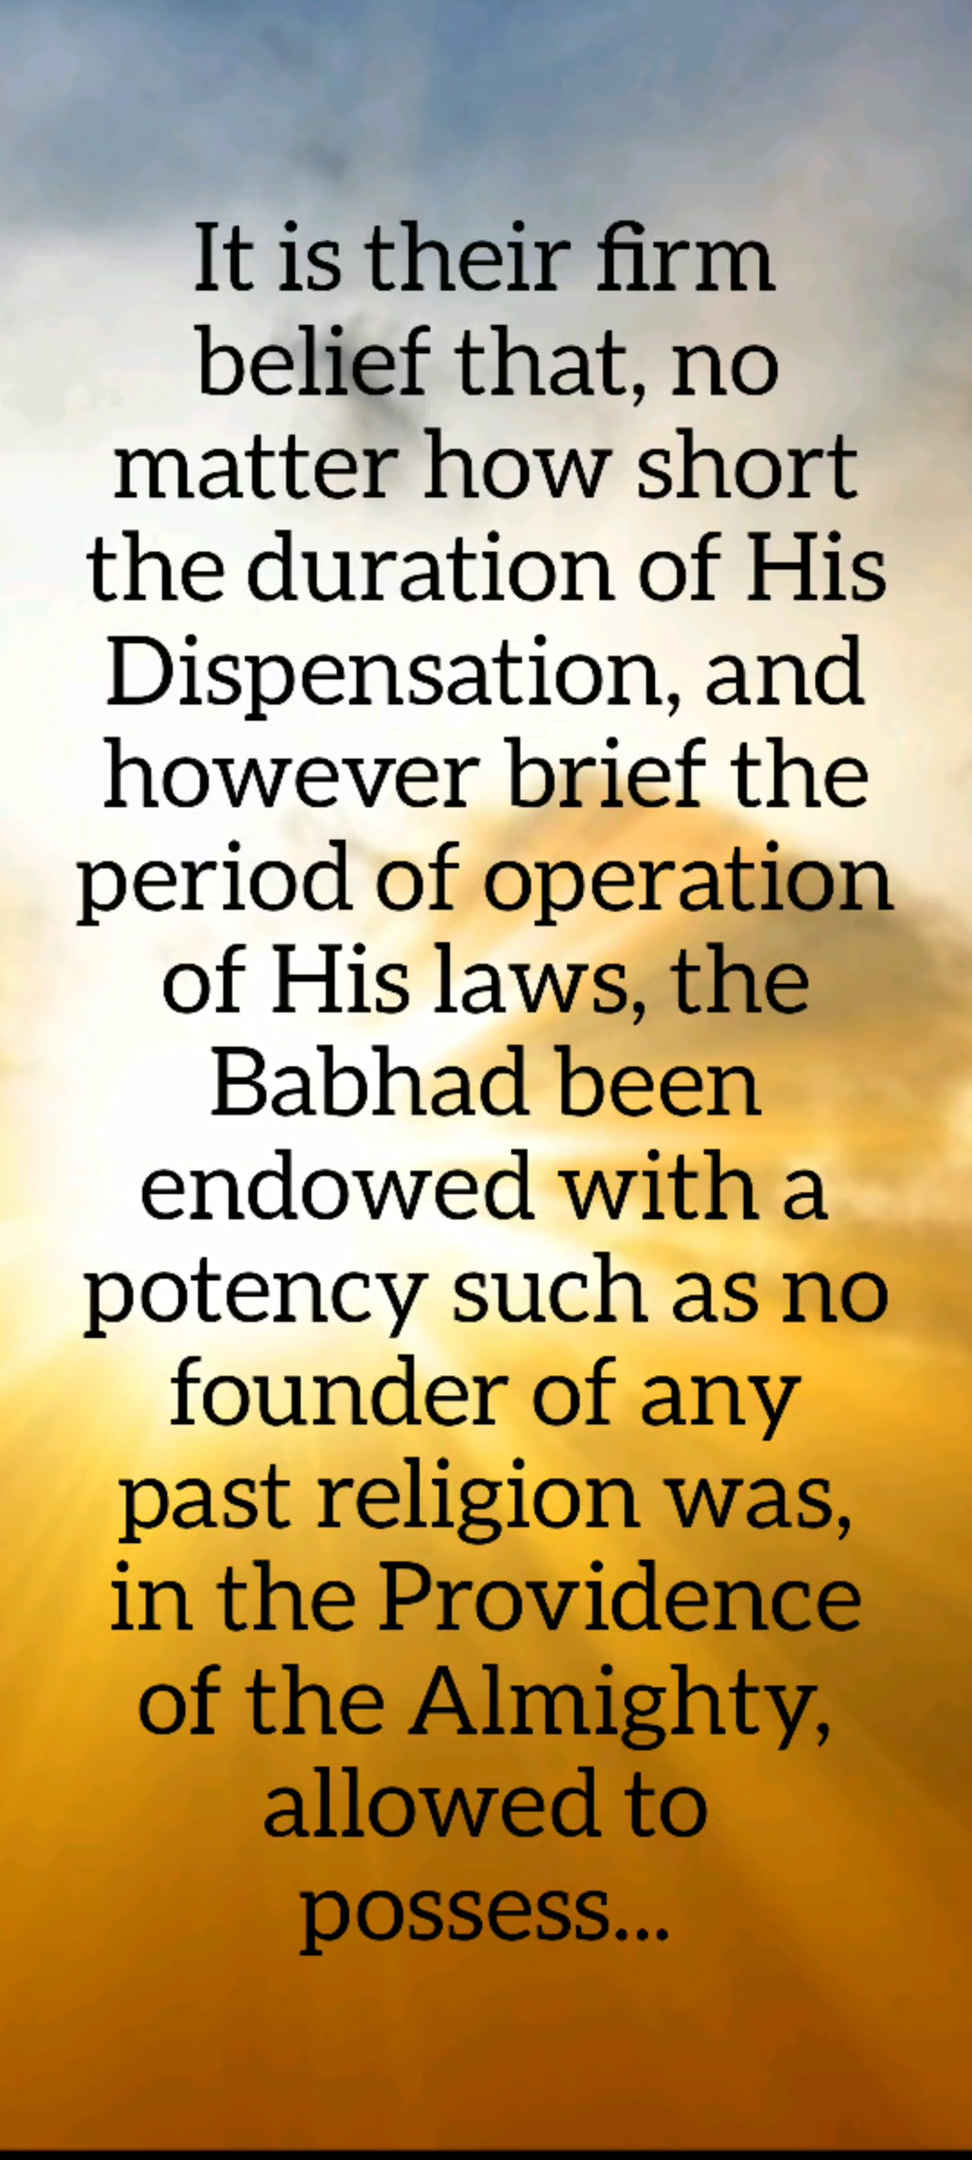 It is their firm
belief that, no
matter how short
the duration of His
Dispensation, and
however brief the
period of operation
of His laws, the
Babhad been
endowed with a
potency such as no
founder of any
past religion was,
in the Providence
of the Almighty,
allowed to
possess...